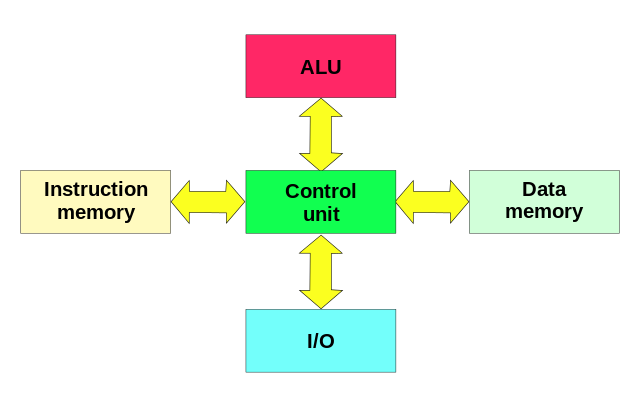 ALU
Instruction
memory
Control
unit
Data
memory
I/O